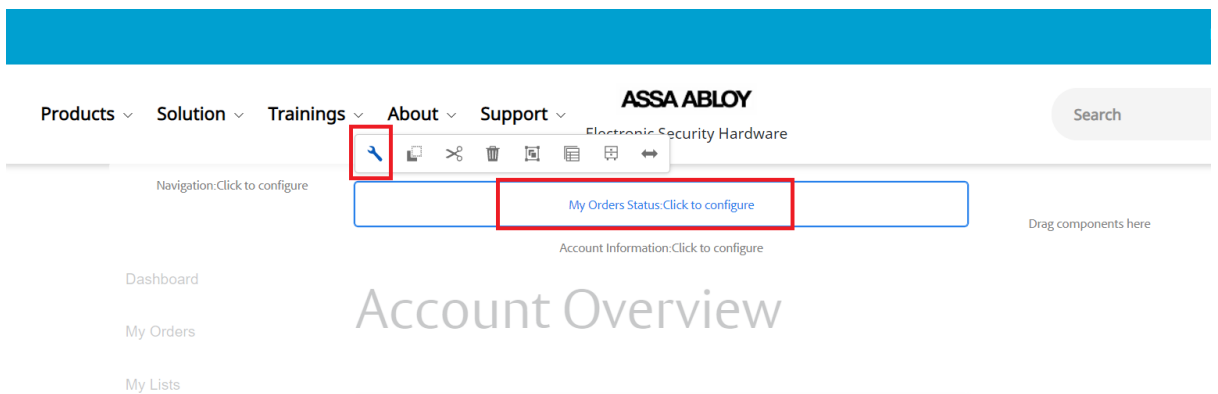 Products Solution Trainings About Support
ASSA ABLOY
Electronic Security Hardware
Search
Navigation:Click to configure
My Orders Status:Click to configure
Drag components here
Account Information:Click to configure
Dashboard
Account Overview
My Orders
My Lists